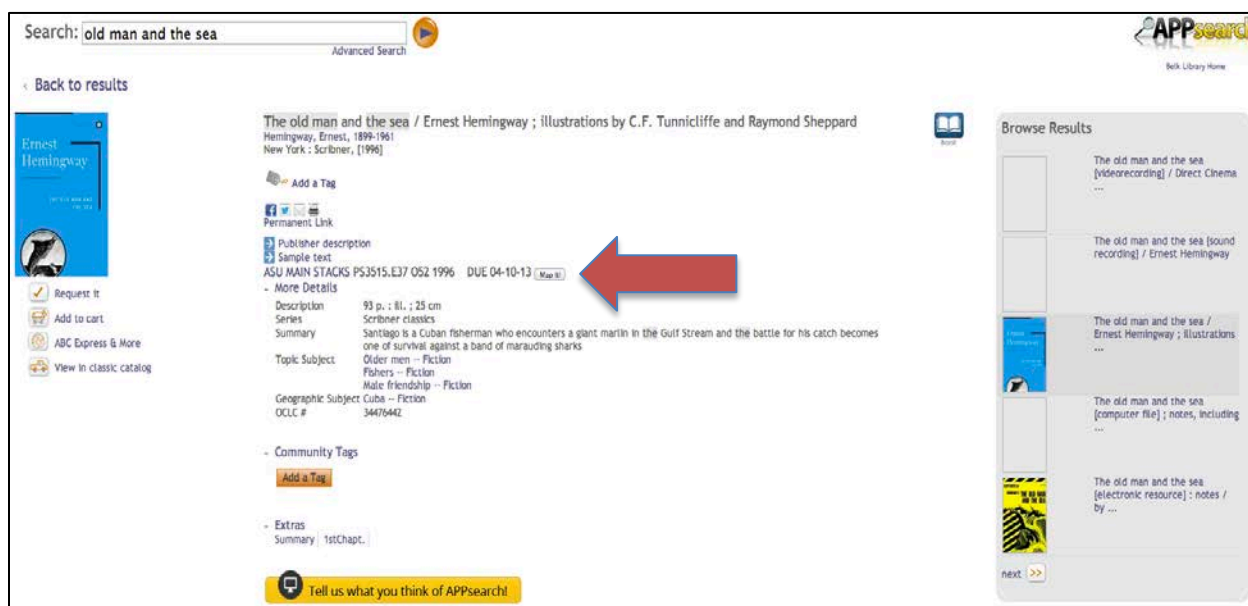 Search: old man and the sea
Advanced Search
APPsearch
Belk Library Home
‹ Back to results
Ernest
Hemingway
THE OLD MAN AND
THE SEA
Request it
Add to cart
ABC Express & More
View in classic catalog
The old man and the sea / Ernest Hemingway ; illustrations by C.F. Tunnicliffe and Raymond Sheppard
Hemingway, Ernest, 1899-1961
New York : Scribner, [1996]
Book
Add a Tag
Permanent Link
Publisher description
Sample text
ASU MAIN STACKS PS3515.E37 O52 1996 DUE 04-10-13 Map It!
- More Details
Description 93 p. : ill. ; 25 cm
Series Scribner classics
Summary Santiago is a Cuban fisherman who encounters a giant marlin in the Gulf Stream and the battle for his catch becomes
one of survival against a band of marauding sharks
Topic Subject Older men -- Fiction
Fishers -- Fiction
Male friendship -- Fiction
Geographic Subject Cuba -- Fiction
OCLC # 34476442
- Community Tags
Add a Tag
- Extras
Summary 1stChapt.
Tell us what you think of APPsearch!
Browse Results
The old man and the sea
[videorecording] / Direct Cinema
...
The old man and the sea [sound
recording] / Ernest Hemingway
The old man and the sea /
Ernest Hemingway ; illustrations
...
The old man and the sea
[computer file] ; notes, including
...
The old man and the sea
[electronic resource] : notes /
by ...
next >>